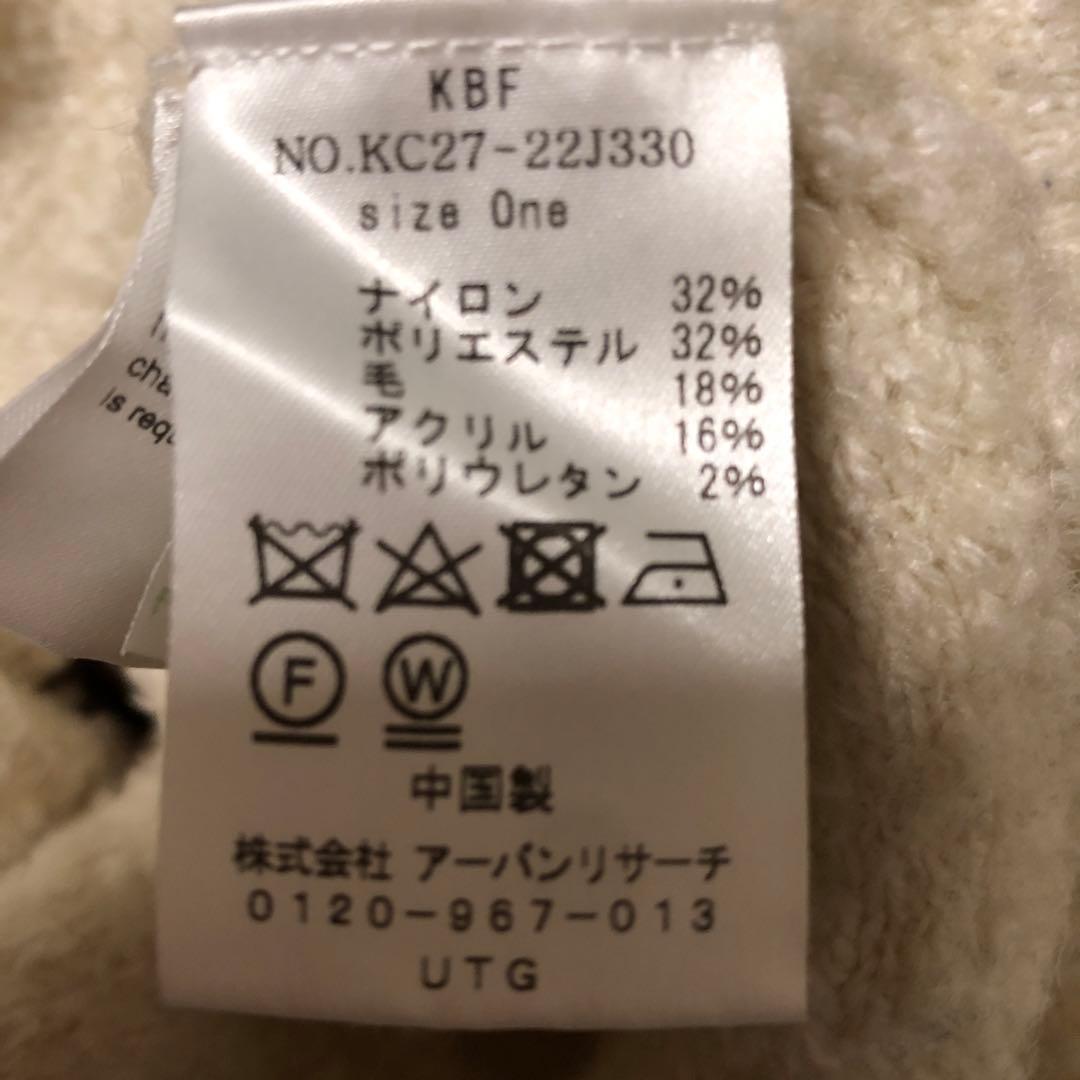 KBF
NO.KC27-22J330
size One
ナイロン 32%
ポリエステル 32%
毛 18%
アクリル 16%
ポリウレタン 2%
F W
中国製
株式会社 アーバンリサーチ
0120-967-013
UTG
is